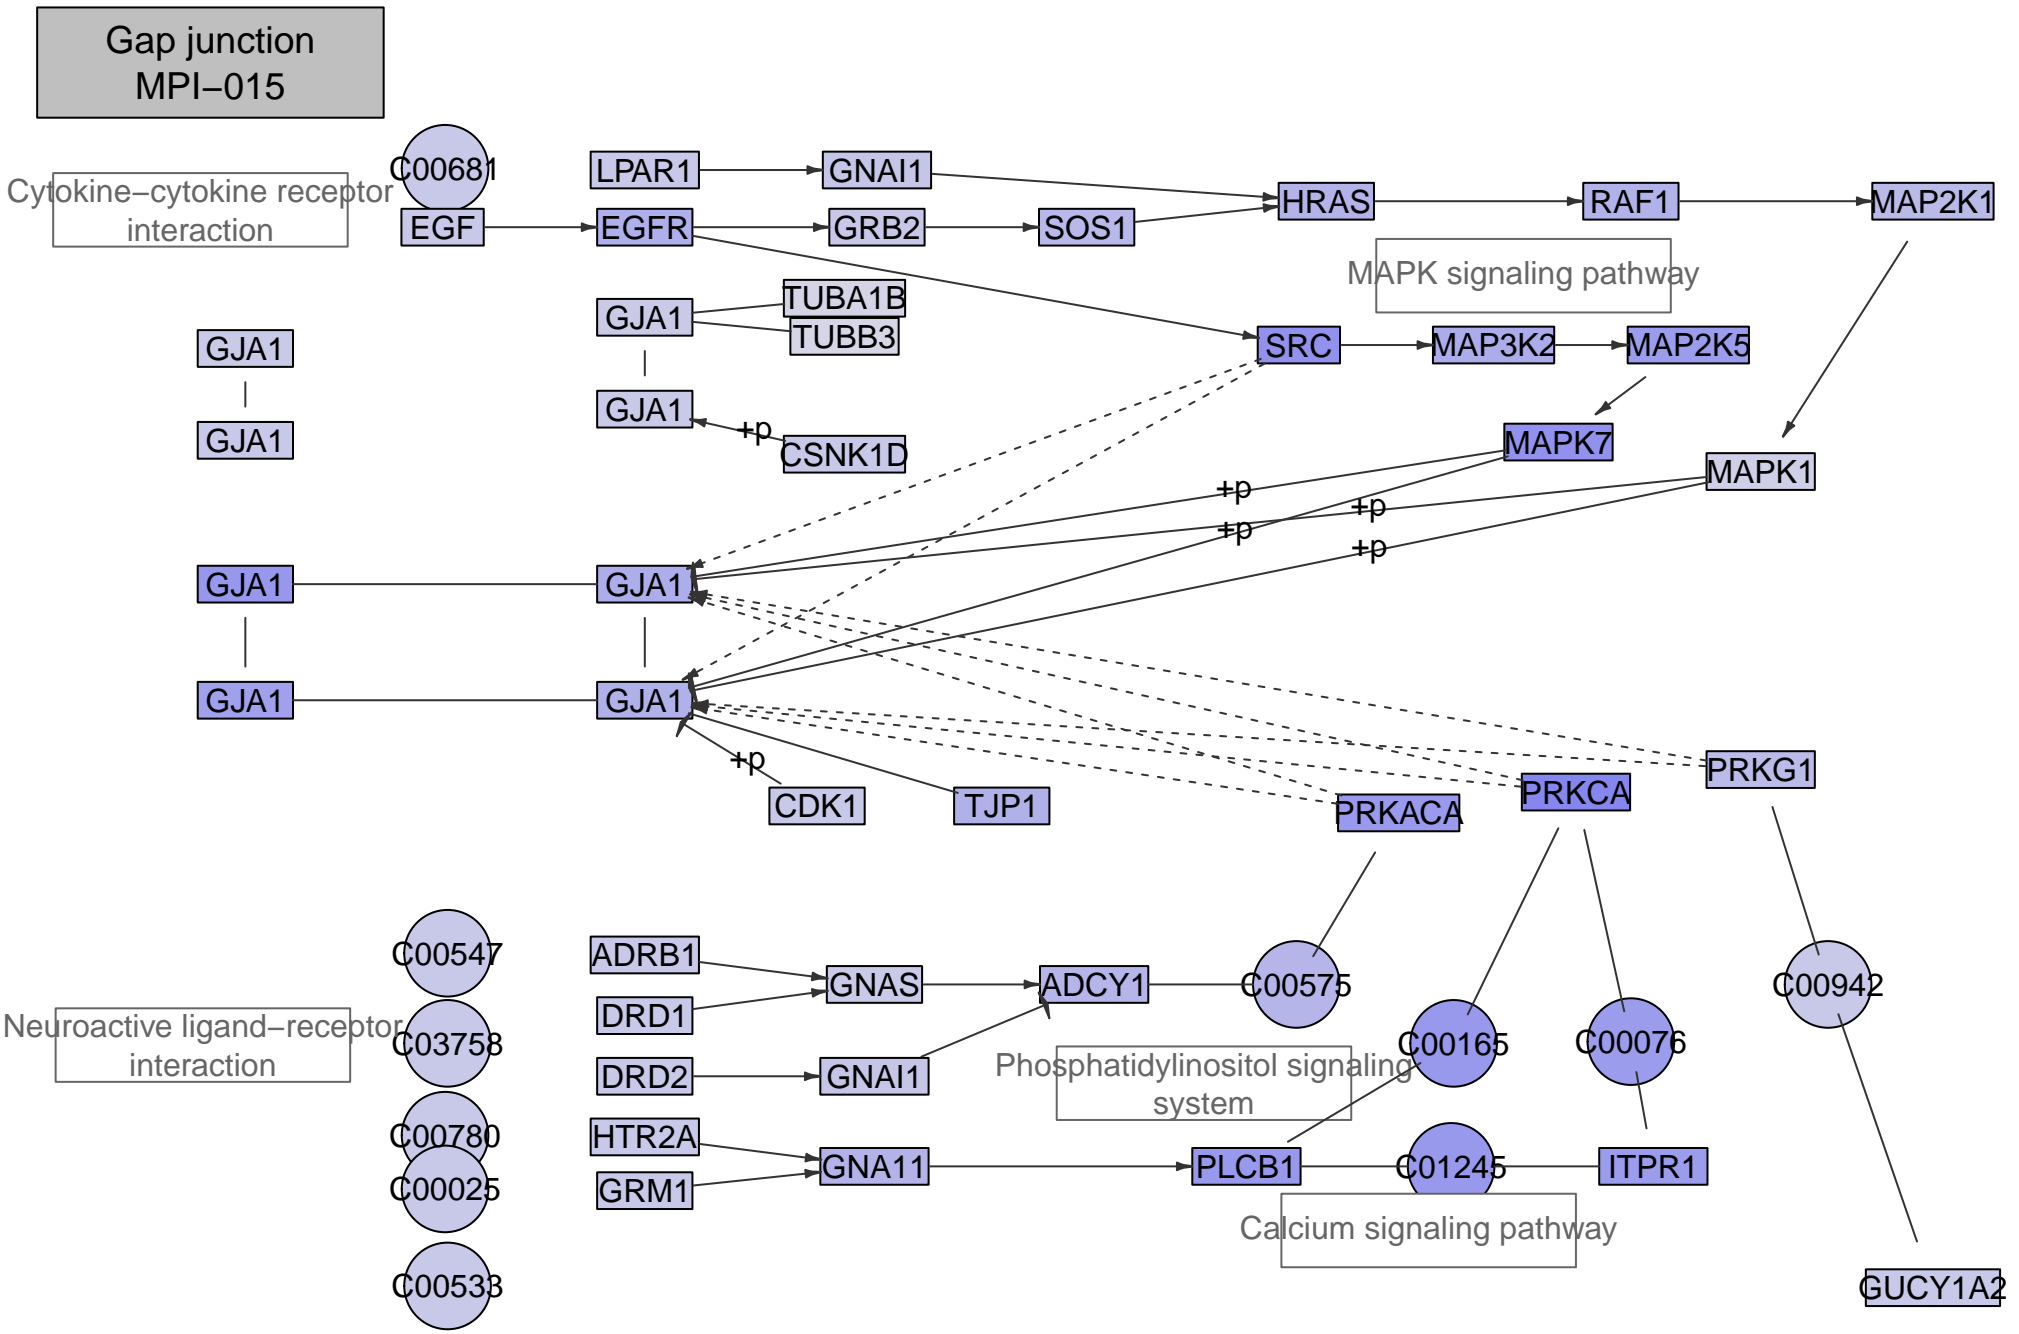 Gap junction
MPI−015
C00681
LPAR1
GNAI1
Cytokine−cytokine receptor
interaction
HRAS
RAF1
MAP2K1
EGF
EGFR
GRB2
SOS1
MAPK signaling pathway
TUBA1B
GJA1
TUBB3
GJA1
SRC
MAP3K2
MAP2K5
GJA1
+p
GJA1
CSNK1D
MAPK7
MAPK1
+p
+p
+p
+p
GJA1
GJA1
GJA1
GJA1
+p
CDK1
TJP1
PRKACA
PRKCA
PRKG1
C00547
ADRB1
GNAS
ADCY1
C00575
C00942
DRD1
Neuroactive ligand−receptor
interaction
C03758
C00165
C00076
DRD2
GNAI1
Phosphatidylinositol signaling
system
C00780
HTR2A
GNA11
PLCB1
C01245
ITPR1
C00025
GRM1
Calcium signaling pathway
C00533
GUCY1A2